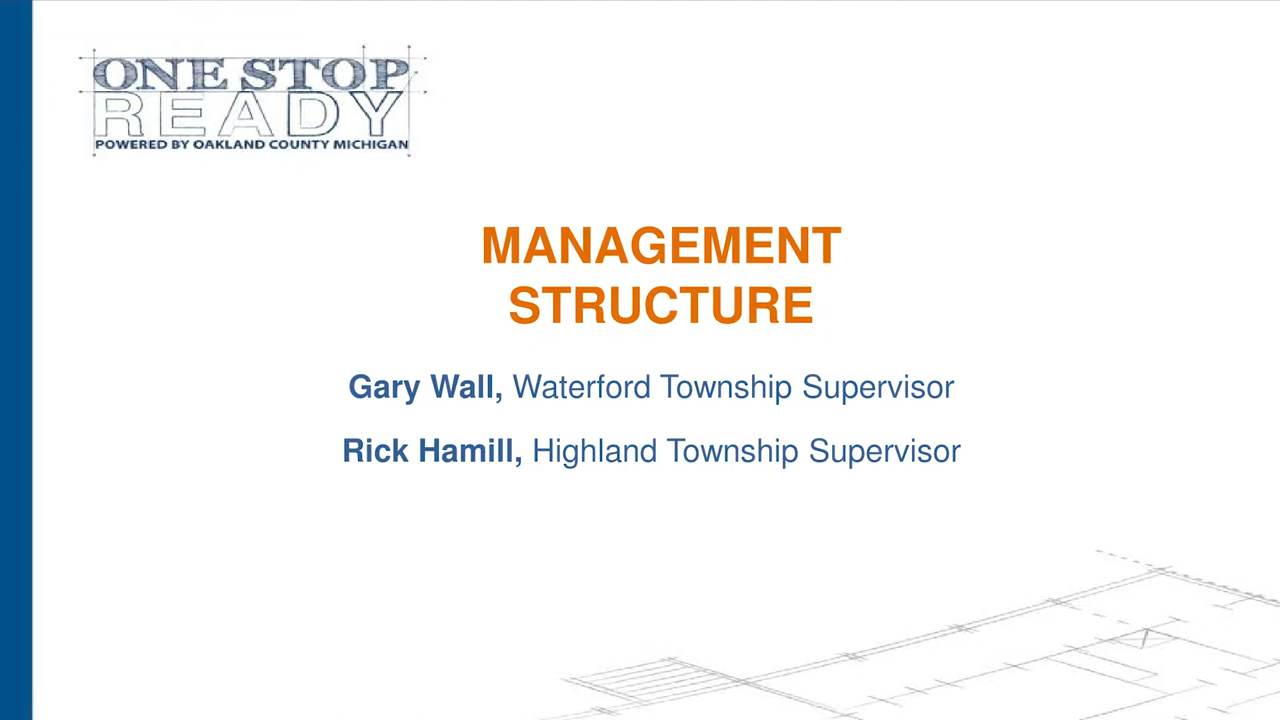 ONE STOP
READY
POWERED BY OAKLAND COUNTY MICHIGAN
MANAGEMENT
STRUCTURE
Gary Wall, Waterford Township Supervisor
Rick Hamill, Highland Township Supervisor